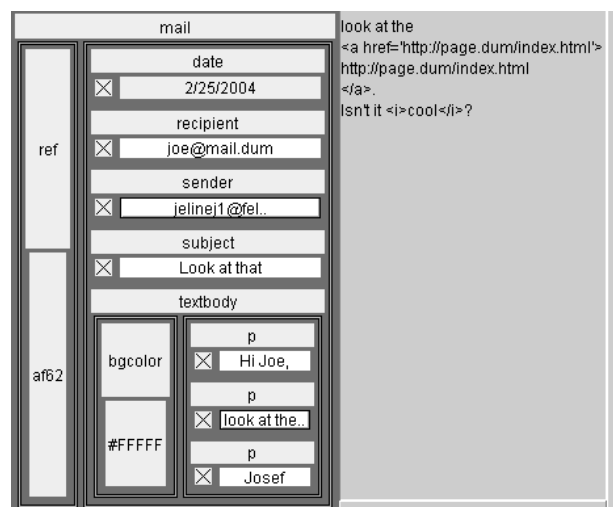 mail
ref
af62
date
2/25/2004
recipient
joe@mail.dum
sender
jelinej1@fel..
subject
Look at that
textbody
bgcolor
#FFFFF
p
Hi Joe,
p
look at the..
p
Josef
look at the
<a href='http://page.dum/index.html'>
http://page.dum/index.html
</a>.
Isn't it <i>cool</i>?